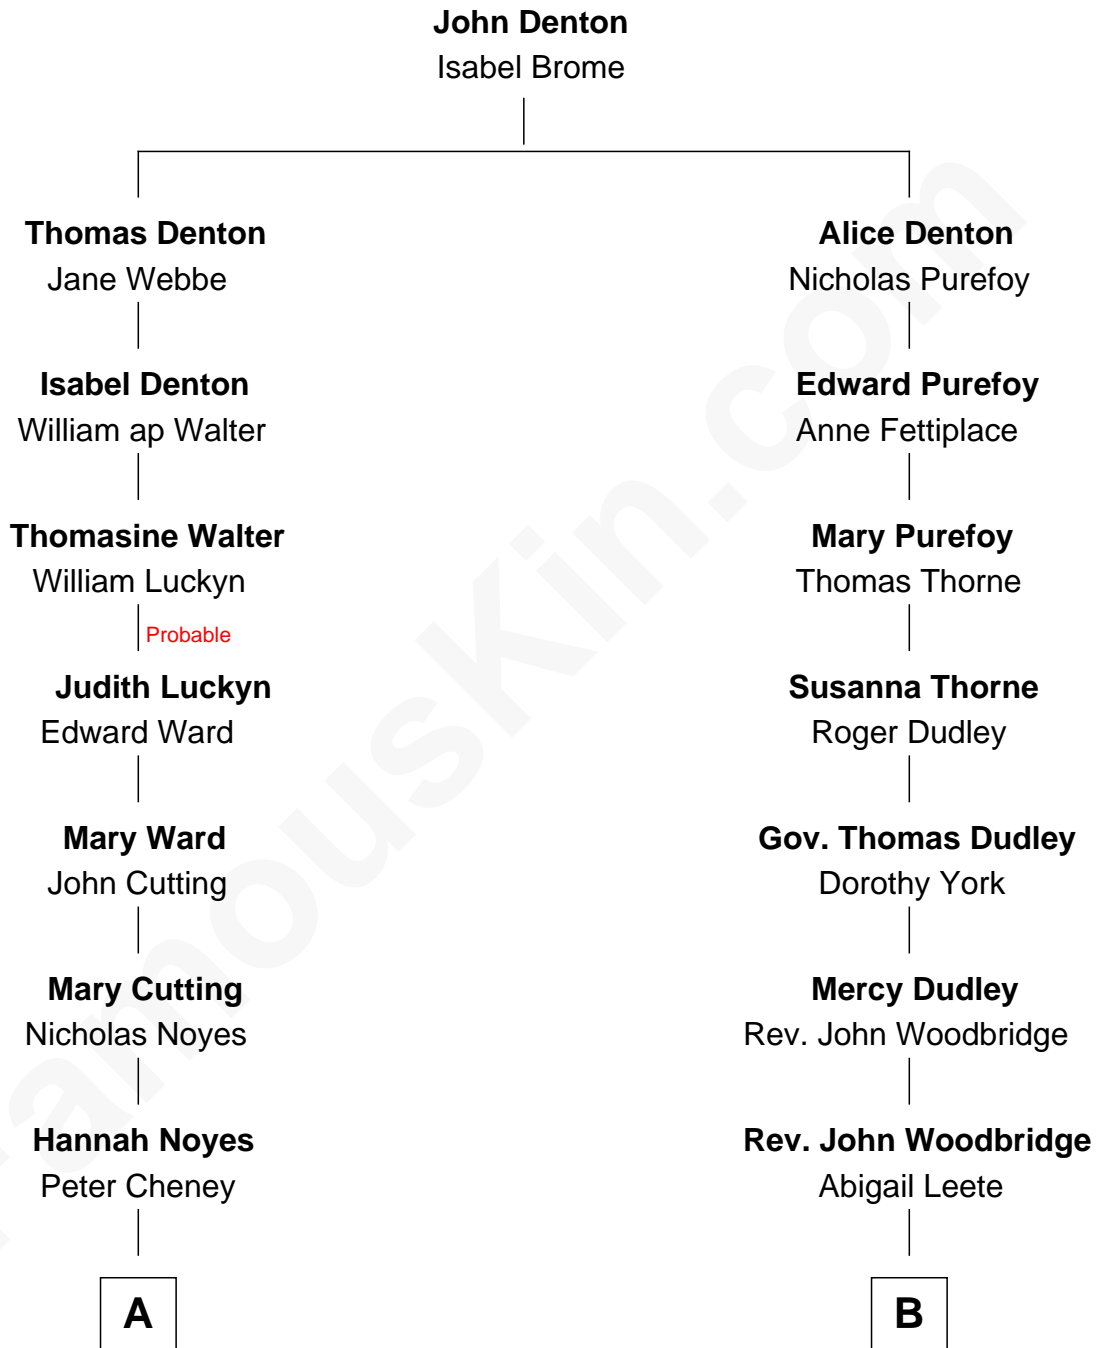 John Denton
Isabel Brome
Thomas Denton
Jane Webbe
Isabel Denton
William ap Walter
Thomasine Walter
William Luckyn
Probable
Judith Luckyn
Edward Ward
Mary Ward
John Cutting
Mary Cutting
Nicholas Noyes
Hannah Noyes
Peter Cheney
A
Alice Denton
Nicholas Purefoy
Edward Purefoy
Anne Fettiplace
Mary Purefoy
Thomas Thorne
Susanna Thorne
Roger Dudley
Gov. Thomas Dudley
Dorothy York
Mercy Dudley
Rev. John Woodbridge
Rev. John Woodbridge
Abigail Leete
B
FamousKin.com